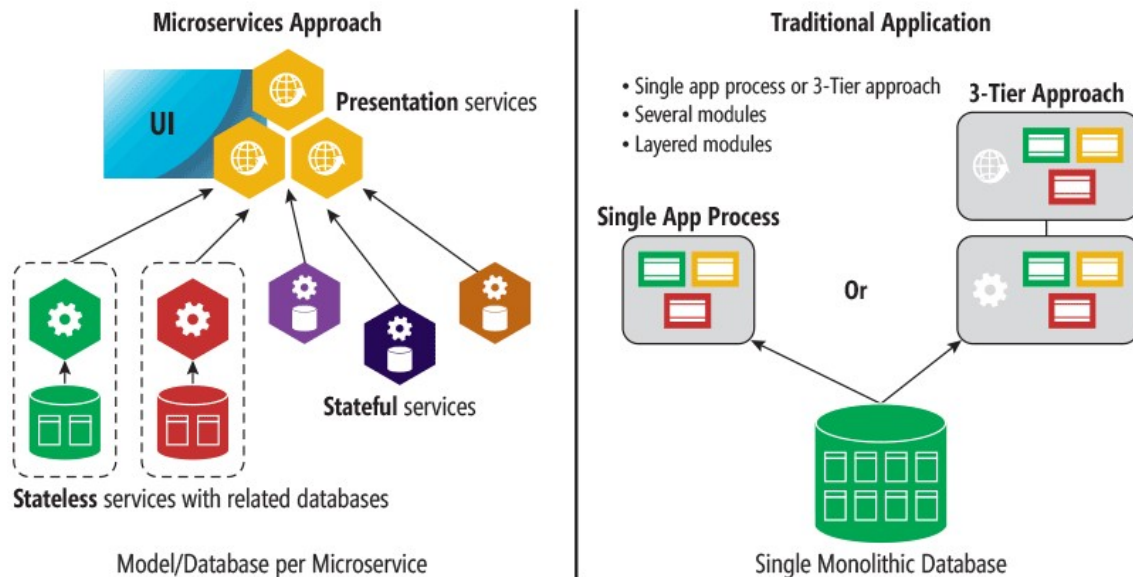 Microservices Approach
UI
Presentation services
Stateful services
Stateless services with related databases
Model/Database per Microservice
Traditional Application
• Single app process or 3-Tier approach
• Several modules
• Layered modules
3-Tier Approach
Single App Process
Or
Single Monolithic Database